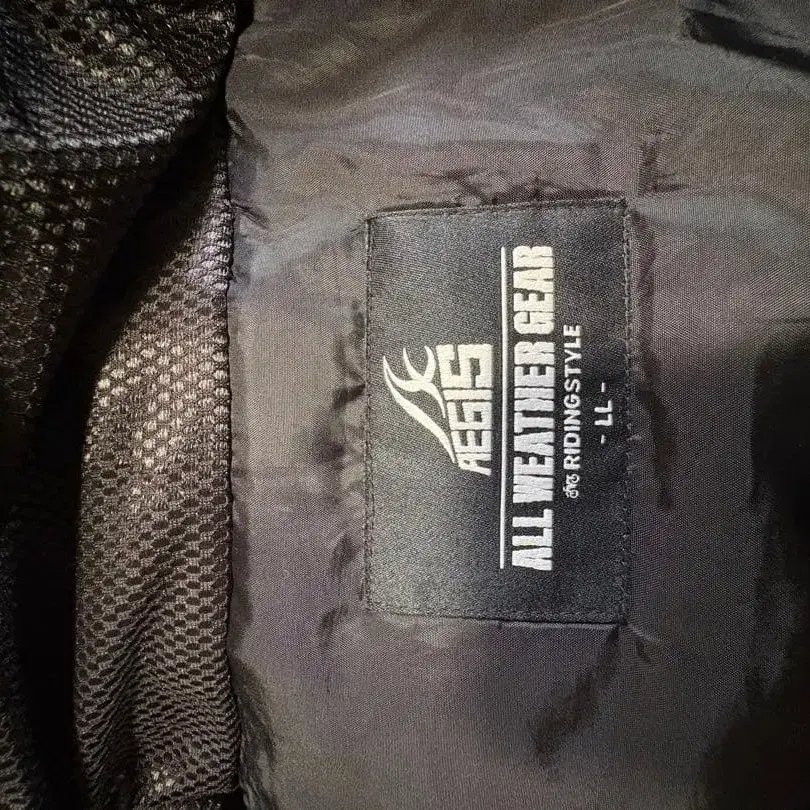 AEGIS
ALL WEATHER GEAR
RIDINGSTYLE
- LL -